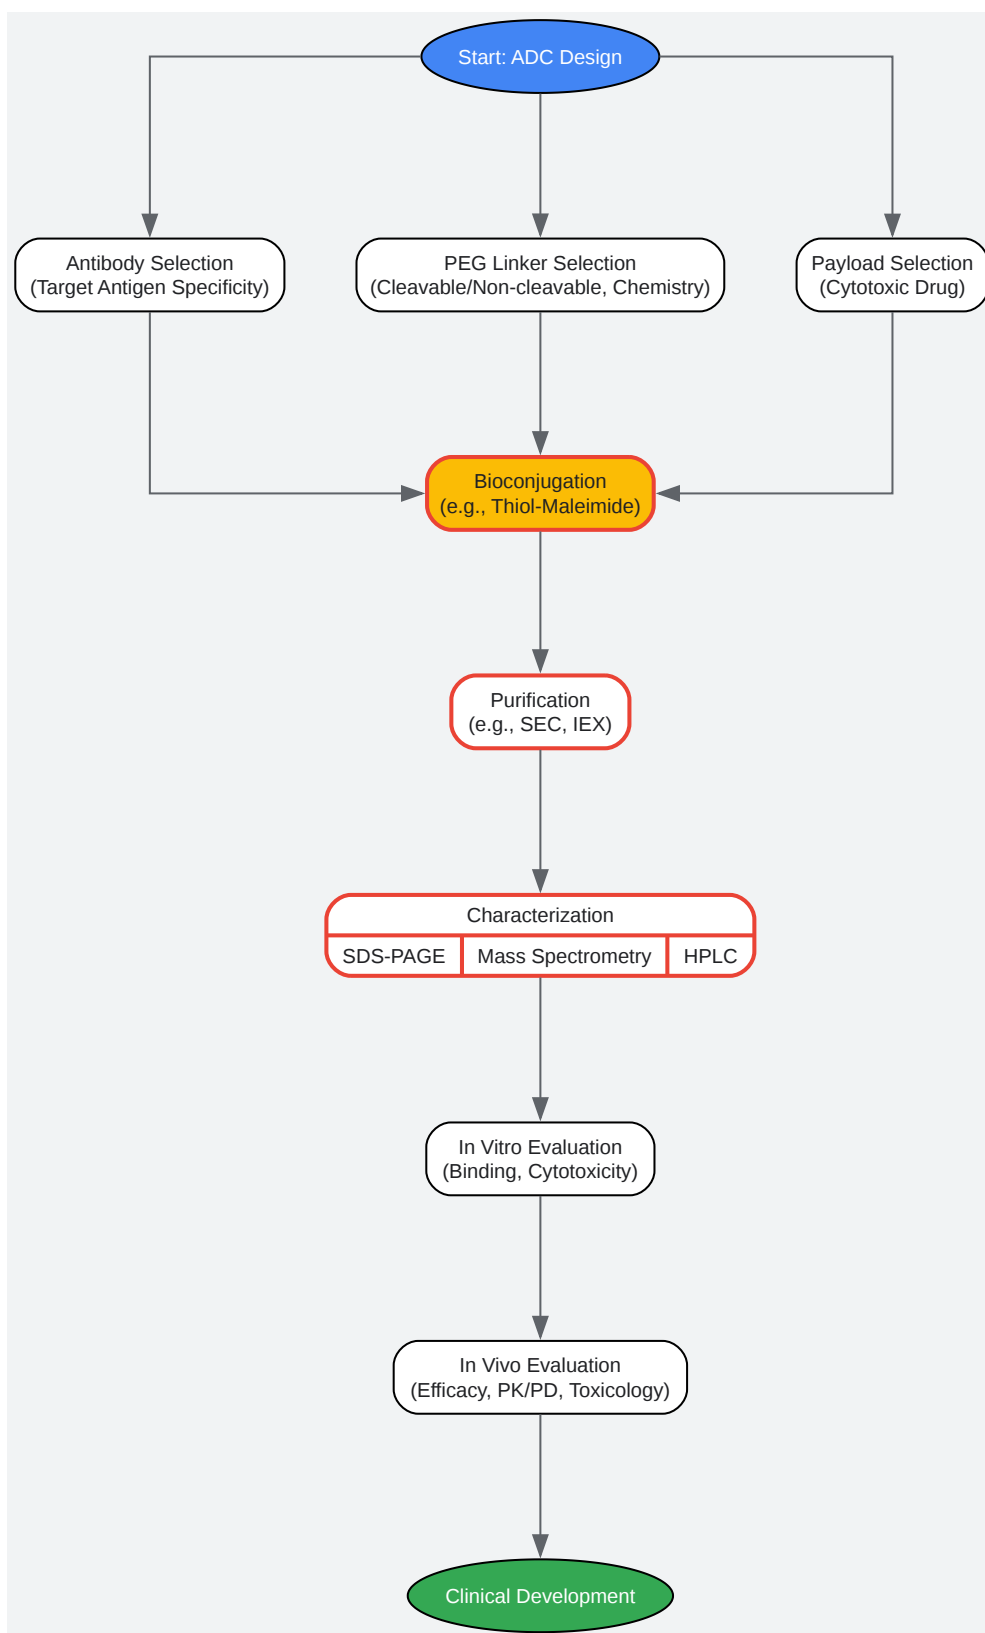 Start: ADC Design
Antibody Selection
(Target Antigen Specificity)
PEG Linker Selection
(Cleavable/Non-cleavable, Chemistry)
Payload Selection
(Cytotoxic Drug)
Bioconjugation
(e.g., Thiol-Maleimide)
Purification
(e.g., SEC, IEX)
Characterization
SDS-PAGE
Mass Spectrometry
HPLC
In Vitro Evaluation
(Binding, Cytotoxicity)
In Vivo Evaluation
(Efficacy, PK/PD, Toxicology)
Clinical Development